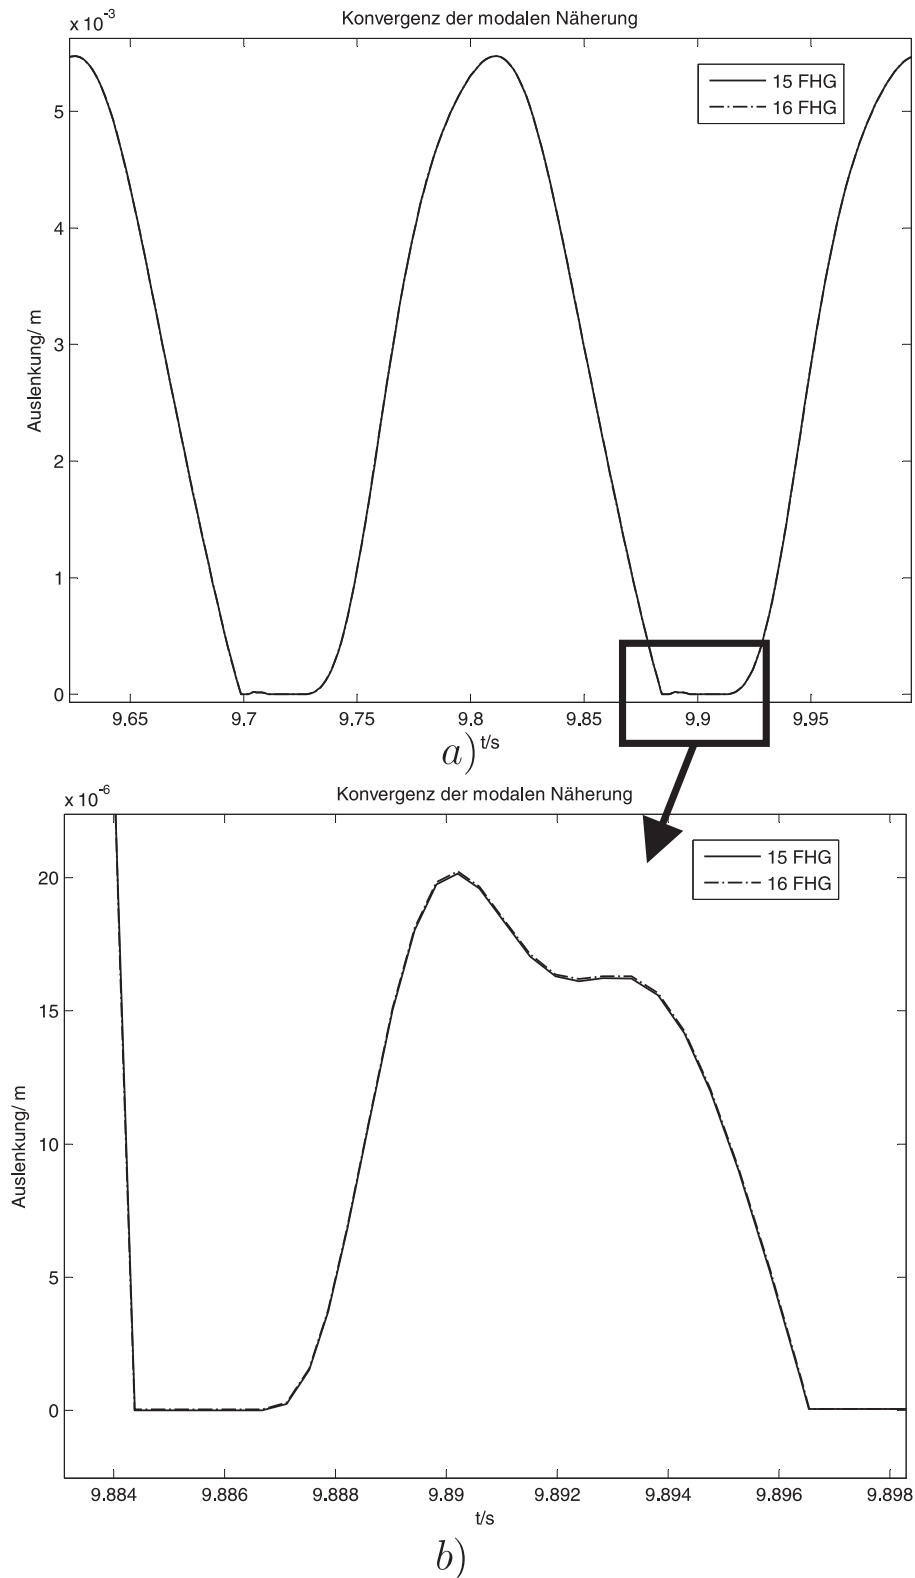 Konvergenz der modalen Näherung
x 10⁻³
15 FHG
16 FHG
5
4
3
2
1
0
Auslenkung/ m
9.65 9.7 9.75 9.8 9.85 9.9 9.95
t/s
a)
Konvergenz der modalen Näherung
x 10⁻⁶
15 FHG
16 FHG
20
15
10
5
0
Auslenkung/ m
9.884 9.886 9.888 9.89 9.892 9.894 9.896 9.898
t/s
b)